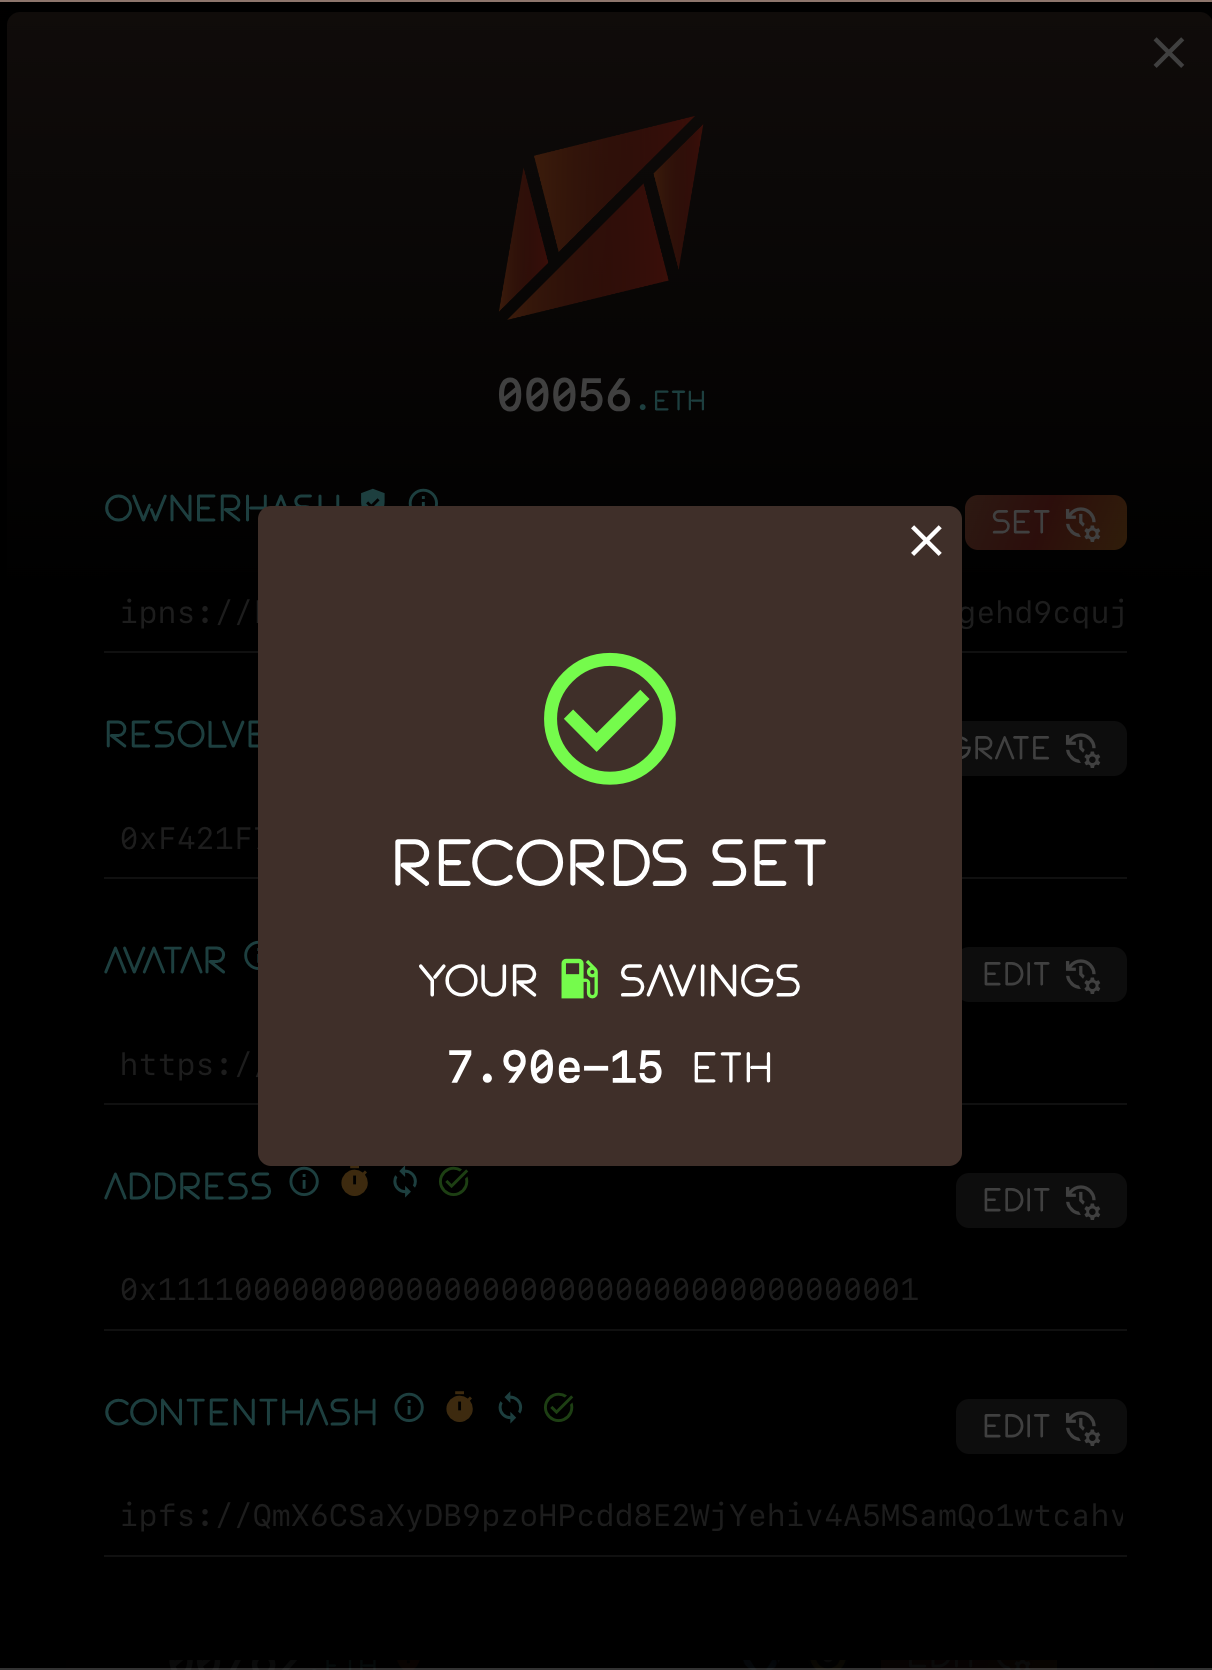 00056.ETH
OWNERHASH
SET
ipns://
gehd9cquj
RESOLVE
GRATE
0xF421F
AVATAR
EDIT
https:/
RECORDS SET
YOUR SAVINGS
7.90e-15 ETH
ADDRESS
EDIT
0x1111000000000000000000000000000000000001
CONTENTHASH
EDIT
ipfs://QmX6CSaXyDB9pzoHPcdd8E2WjYehiv4A5MSamQo1wtcahv